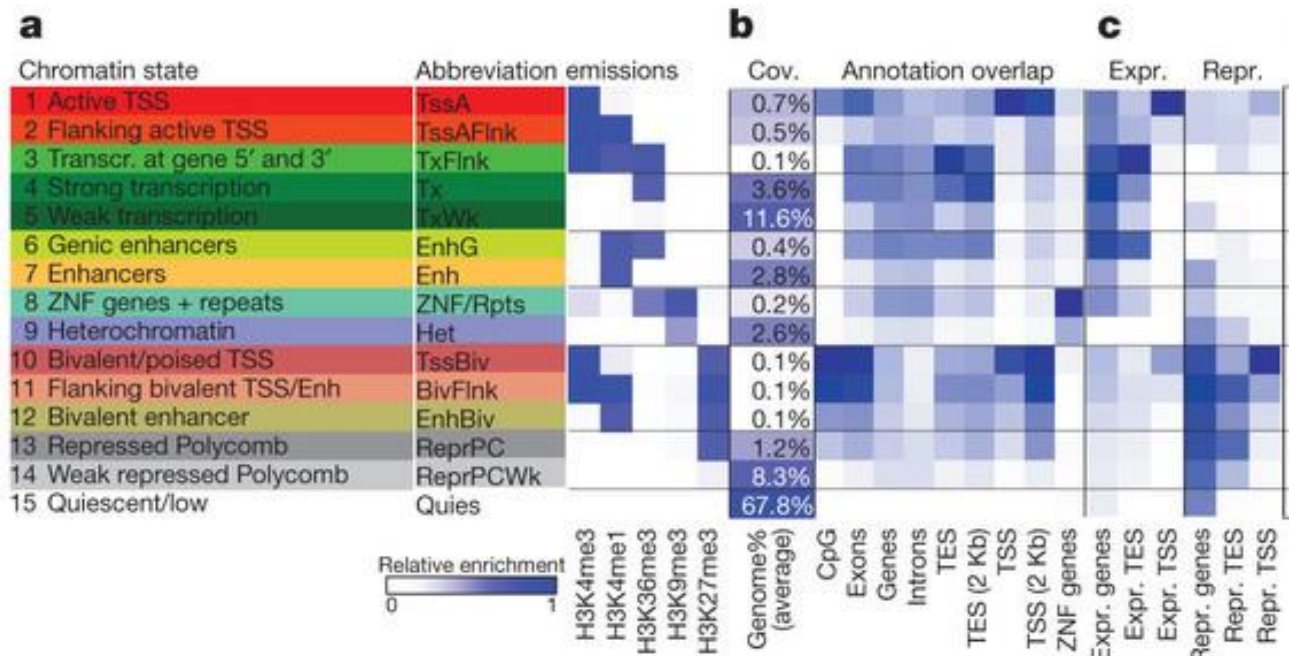 a
b
c
Chromatin state Abbreviation emissions Cov. Annotation overlap Expr. Repr.
1 Active TSS TssA 0.7%
2 Flanking active TSS TssAFlnk 0.5%
3 Transcr. at gene 5′ and 3′ TxFlnk 0.1%
4 Strong transcription Tx 3.6%
5 Weak transcription TxWk 11.6%
6 Genic enhancers EnhG 0.4%
7 Enhancers Enh 2.8%
8 ZNF genes + repeats ZNF/Rpts 0.2%
9 Heterochromatin Het 2.6%
10 Bivalent/poised TSS TssBiv 0.1%
11 Flanking bivalent TSS/Enh BivFlnk 0.1%
12 Bivalent enhancer EnhBiv 0.1%
13 Repressed Polycomb ReprPC 1.2%
14 Weak repressed Polycomb ReprPCWk 8.3%
15 Quiescent/low Quies 67.8%
Relative enrichment
0 1
H3K4me3
H3K4me1
H3K36me3
H3K9me3
H3K27me3
Genome%
(average)
CpG
Exons
Genes
Introns
TES
TES (2 Kb)
TSS
TSS (2 Kb)
ZNF genes
Expr. genes
Expr. TES
Expr. TSS
Repr. genes
Repr. TES
Repr. TSS